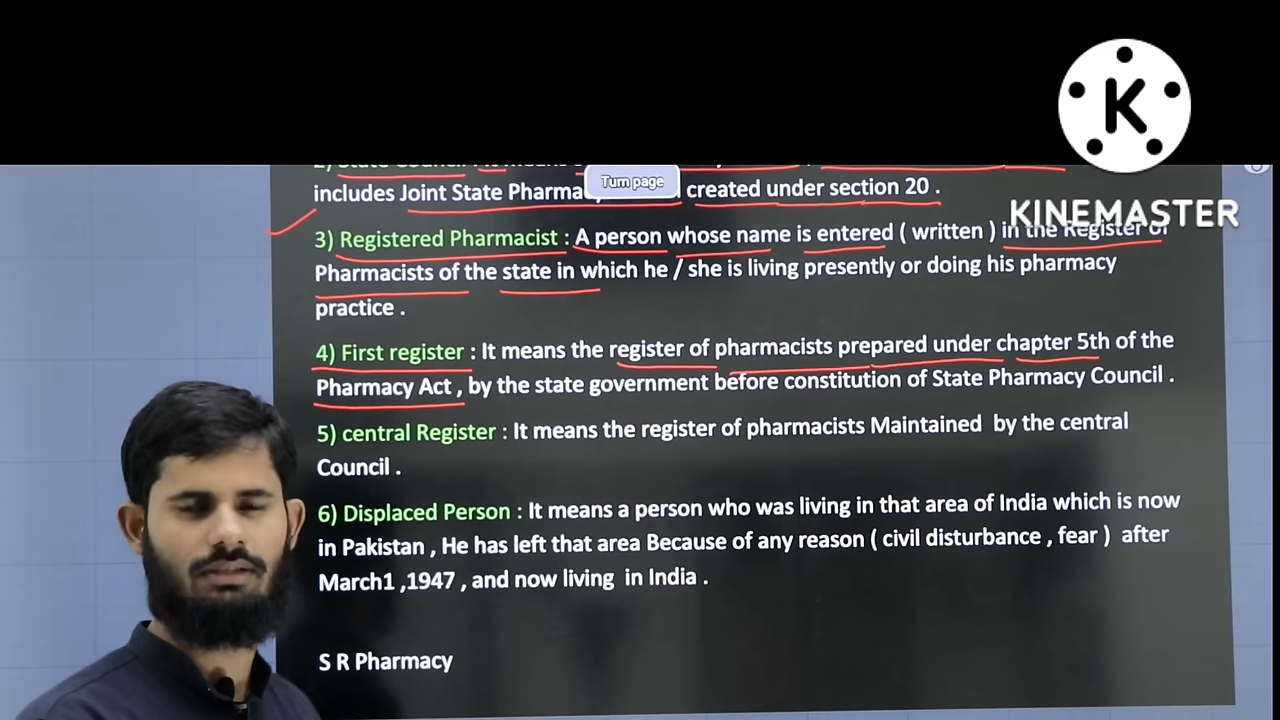 K
KINEMASTER
Turn page
includes Joint State created under section 20 .
3) Registered Pharmacist : A person whose name is entered ( written ) in the Register of
Pharmacists of the state in which he / she is living presently or doing his pharmacy
practice .
4) First register : It means the register of pharmacists prepared under chapter 5th of the
Pharmacy Act , by the state government before constitution of State Pharmacy Council .
5) central Register : It means the register of pharmacists Maintained by the central
Council .
6) Displaced Person : It means a person who was living in that area of India which is now
in Pakistan , He has left that area Because of any reason ( civil disturbance , fear ) after
March1 ,1947 , and now living in India .
S R Pharmacy